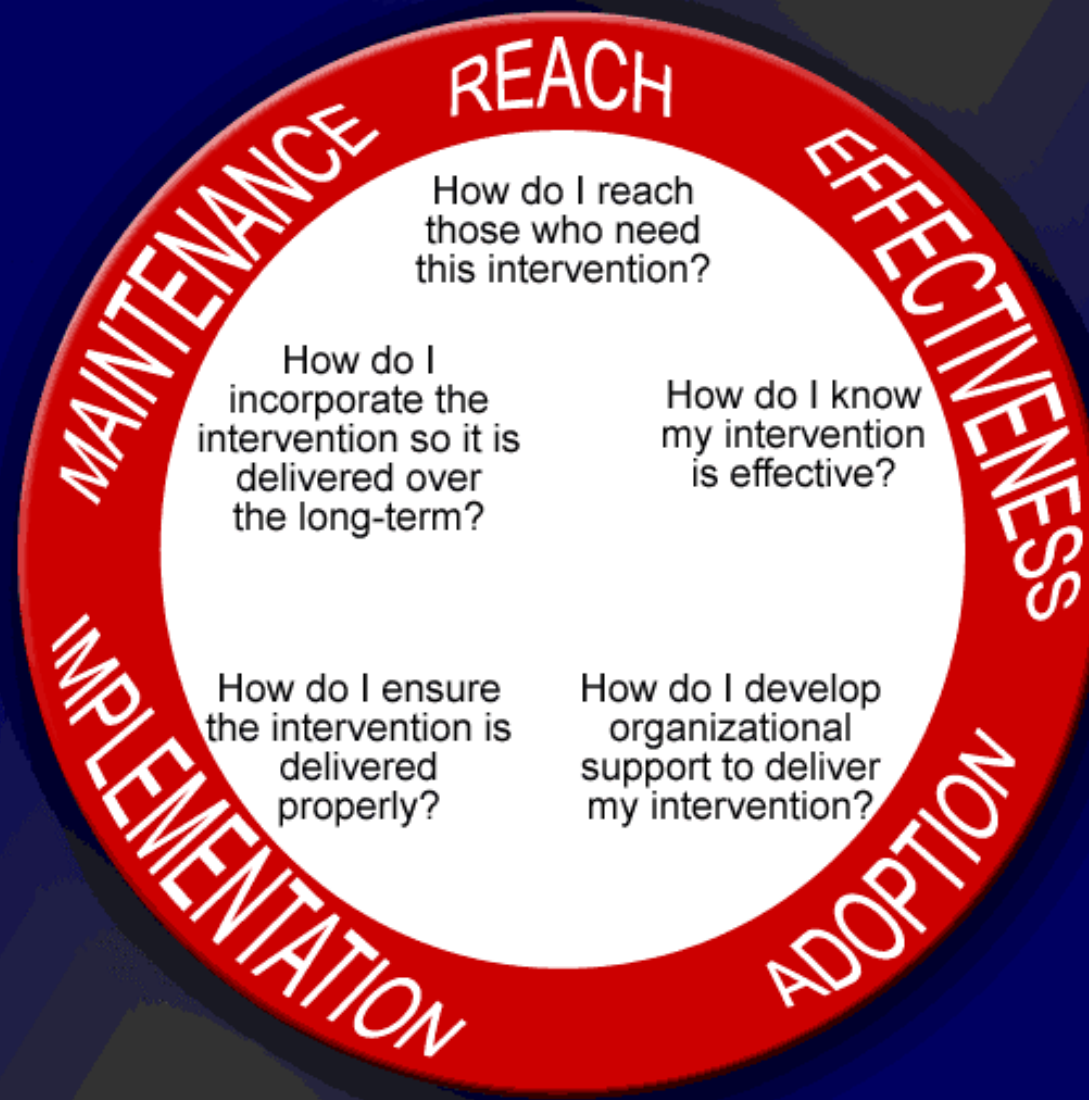 REACH
How do I reach
those who need
this intervention?
EFFECTIVENESS
How do I know
my intervention
is effective?
ADOPTION
How do I develop
organizational
support to deliver
my intervention?
IMPLEMENTATION
How do I ensure
the intervention is
delivered
properly?
MAINTENANCE
How do I
incorporate the
intervention so it is
delivered over
the long-term?